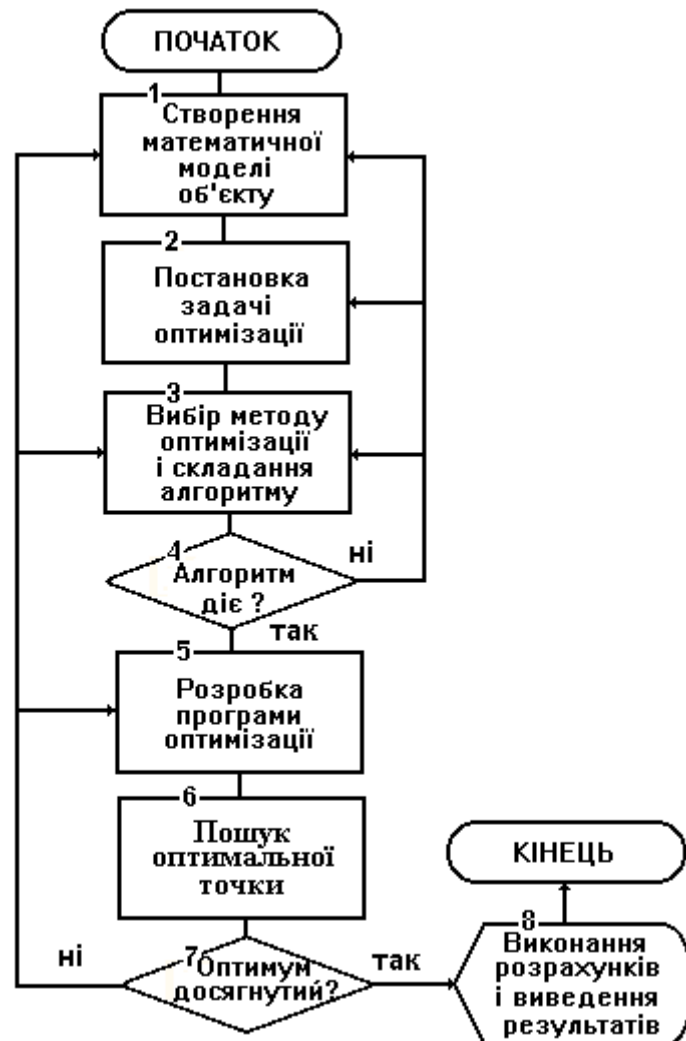 ПОЧАТОК
1
Створення
математичної
моделі
об'єкту
2
Постановка
задачі
оптимізації
3
Вибір методу
оптимізації
і складання
алгоритму
4
Алгоритм
діє ?
ні
так
5
Розробка
програми
оптимізації
6
Пошук
оптимальної
точки
7
Оптимум
досягнутий?
ні
так
8
Виконання
розрахунків
і виведення
результатів
КІНЕЦЬ